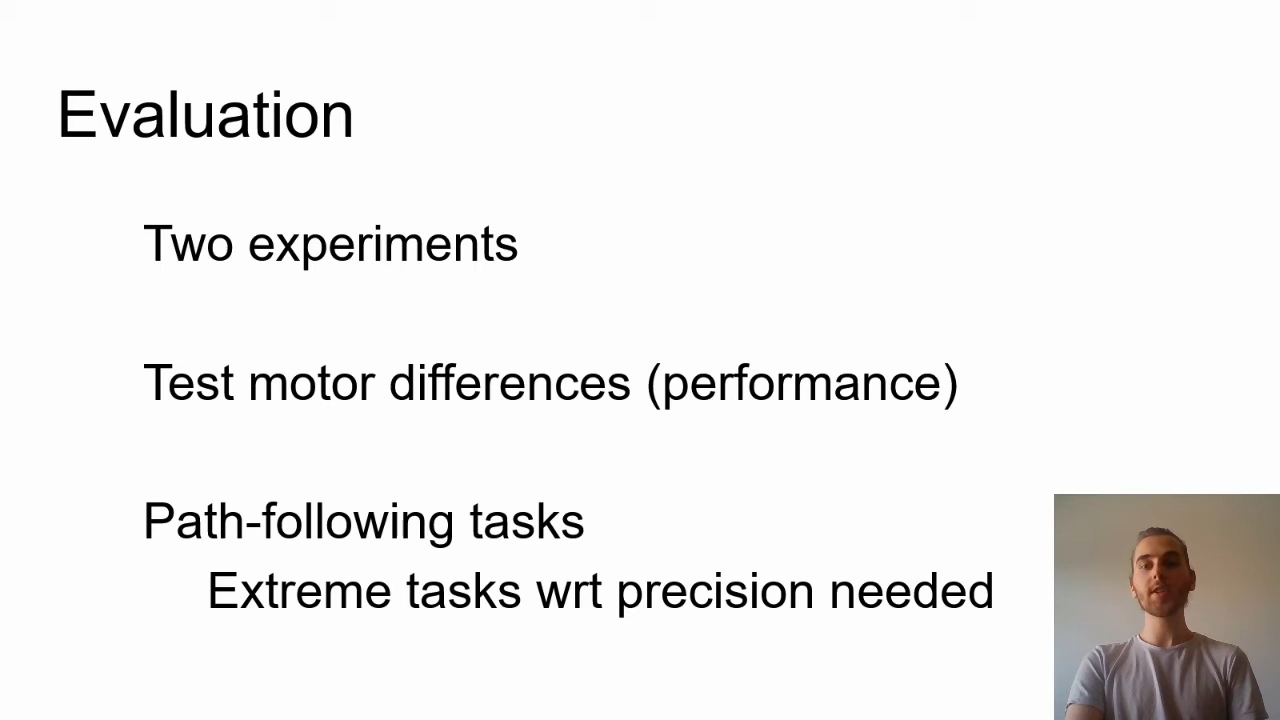 Evaluation
Two experiments
Test motor differences (performance)
Path-following tasks
Extreme tasks wrt precision needed